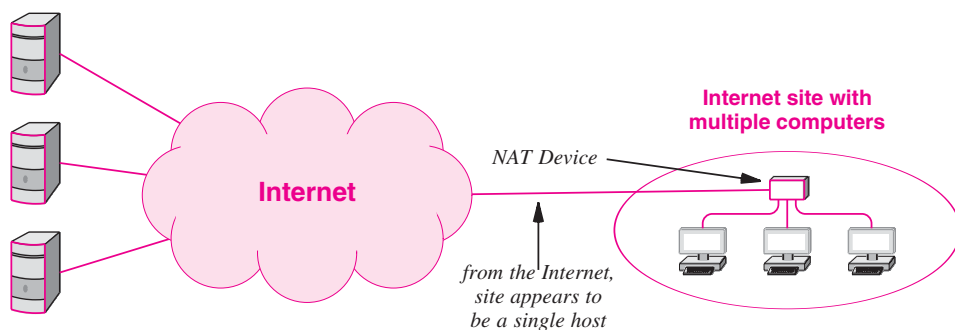 Internet site with
multiple computers
NAT Device
Internet
from the Internet,
site appears to
be a single host